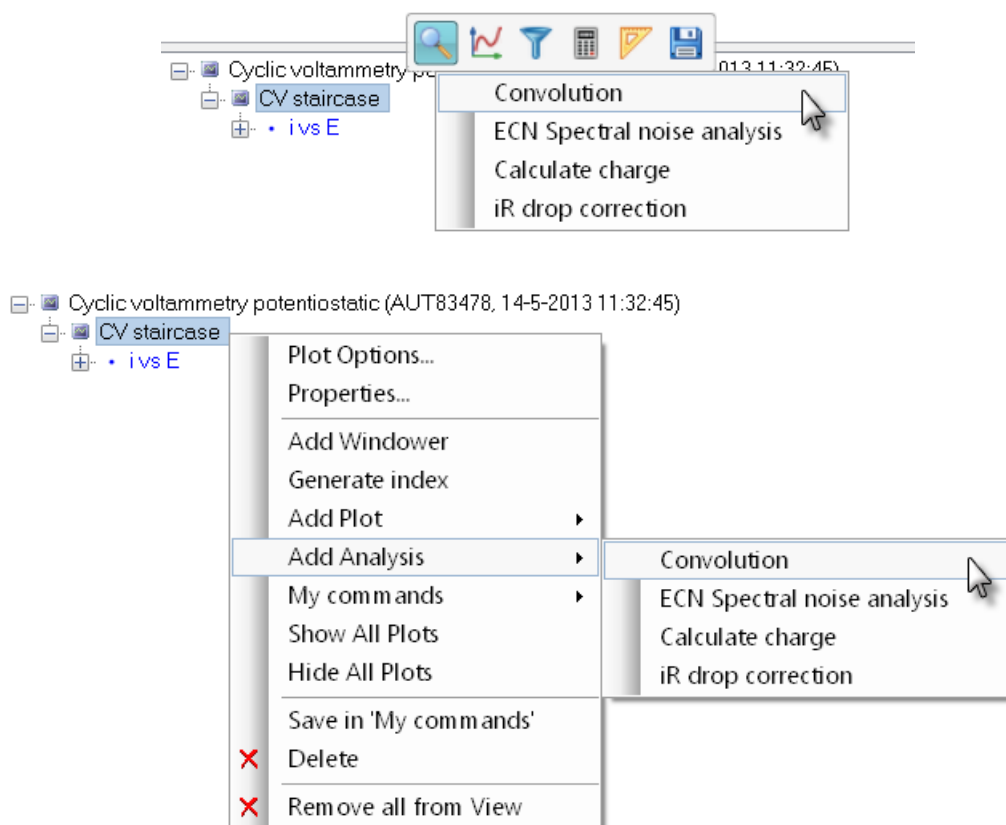 Cyclic voltammetry po 013 11:32:45)
Convolution
CV staircase
ECN Spectral noise analysis
i vs E
Calculate charge
iR drop correction
Cyclic voltammetry potentiostatic (AUT83478, 14-5-2013 11:32:45)
CV staircase
i vs E
Plot Options...
Properties...
Add Windower
Generate index
Add Plot
Add Analysis
Convolution
My commands
ECN Spectral noise analysis
Show All Plots
Calculate charge
Hide All Plots
iR drop correction
Save in 'My commands'
Delete
Remove all from View